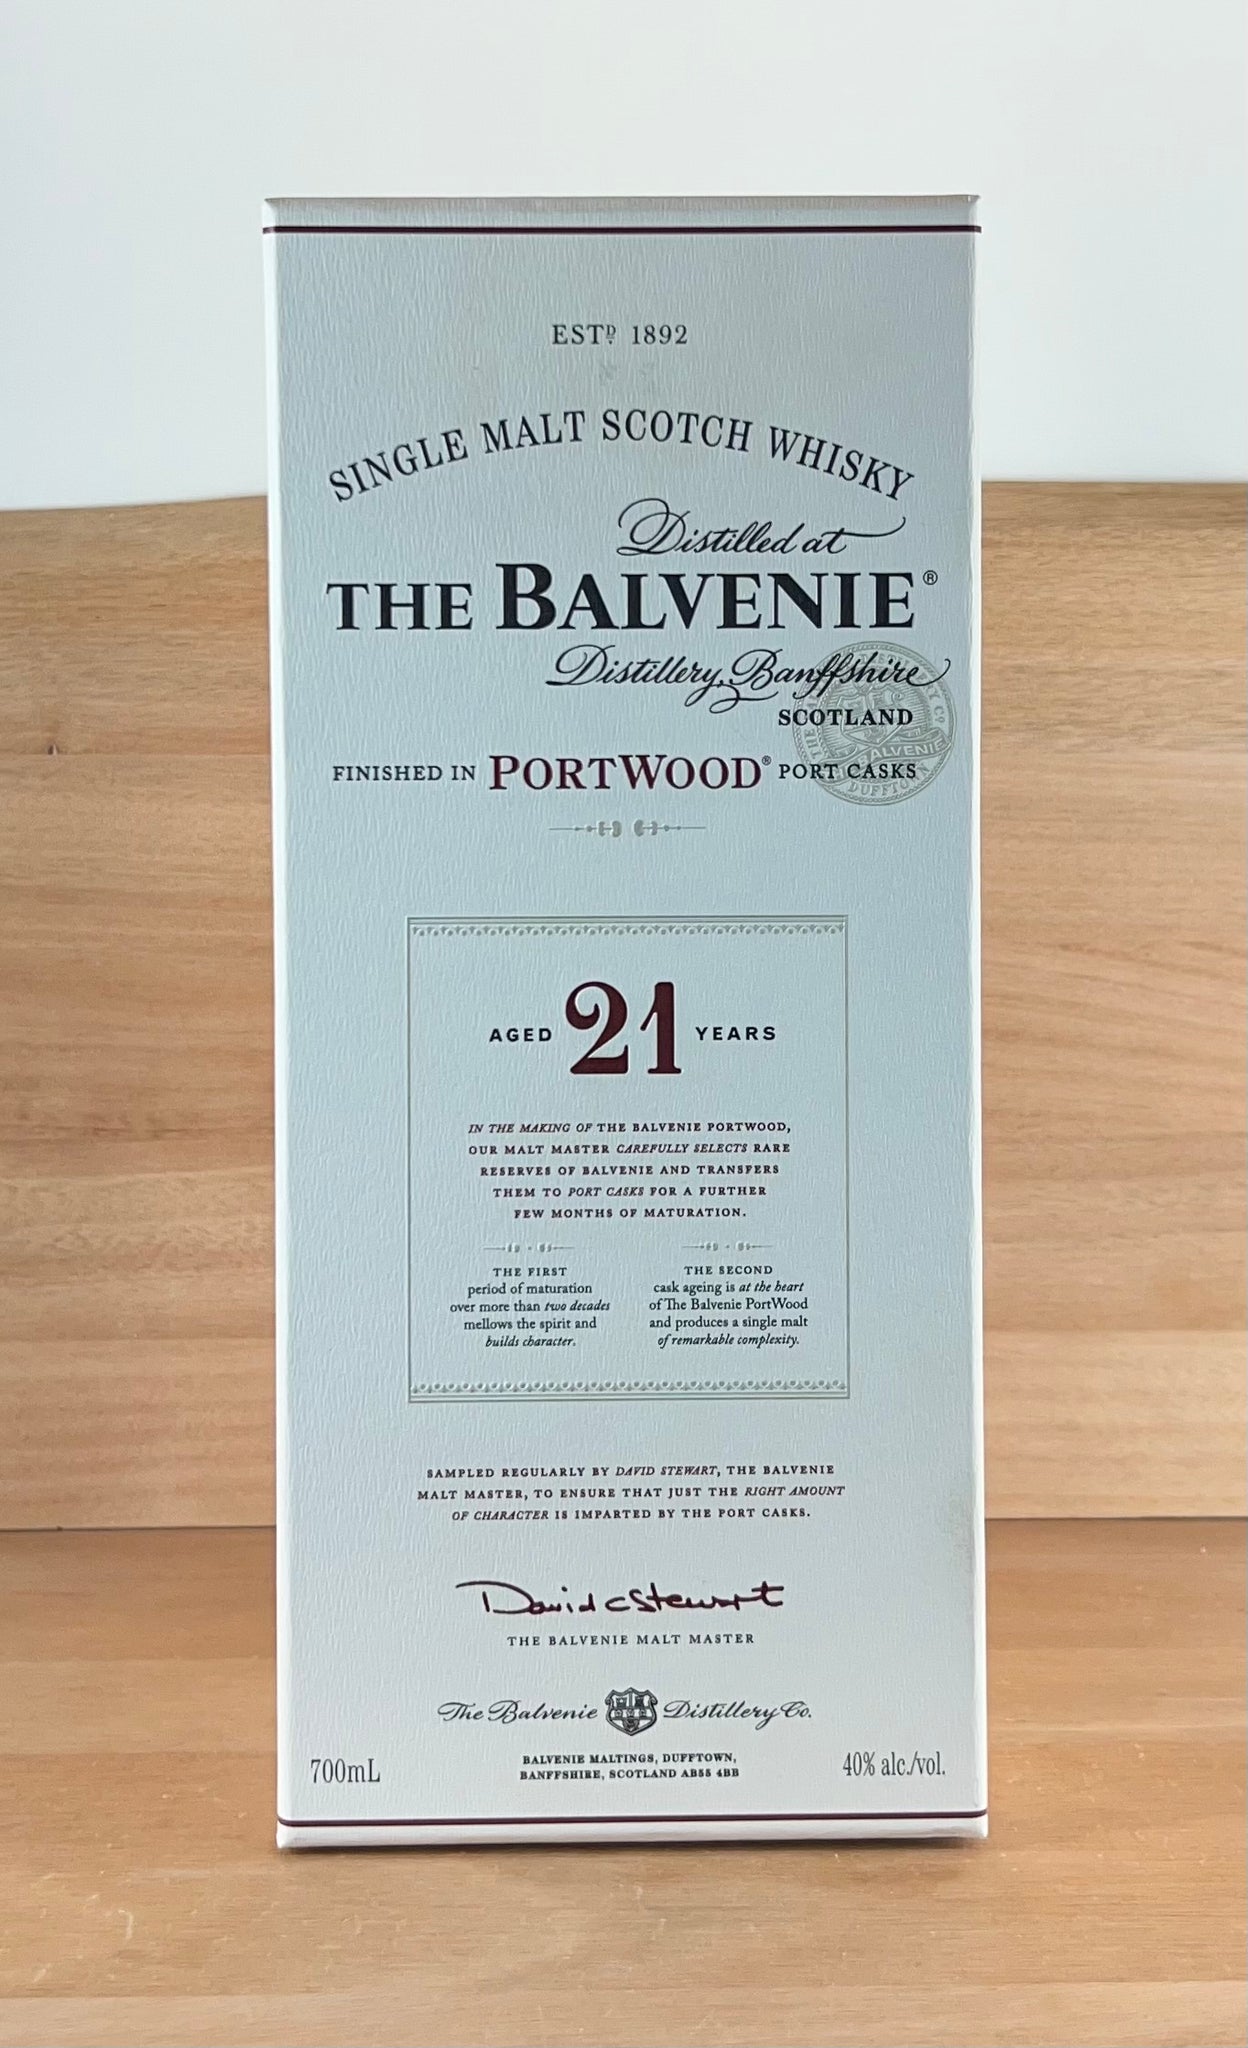 ESTᴰ 1892
SINGLE MALT SCOTCH WHISKY
Distilled at
THE BALVENIE®
Distillery, Banffshire
SCOTLAND
FINISHED IN PORTWOOD® PORT CASKS
AGED 21 YEARS
IN THE MAKING OF THE BALVENIE PORTWOOD,
OUR MALT MASTER CAREFULLY SELECTS RARE
RESERVES OF BALVENIE AND TRANSFERS
THEM TO PORT CASKS FOR A FURTHER
FEW MONTHS OF MATURATION.
THE FIRST
period of maturation
over more than two decades
mellows the spirit and
builds character.
THE SECOND
cask ageing is at the heart
of The Balvenie PortWood
and produces a single malt
of remarkable complexity.
SAMPLED REGULARLY BY DAVID STEWART, THE BALVENIE
MALT MASTER, TO ENSURE THAT JUST THE RIGHT AMOUNT
OF CHARACTER IS IMPARTED BY THE PORT CASKS.
David C Stewart
THE BALVENIE MALT MASTER
The Balvenie Distillery Co.
700mL
BALVENIE MALTINGS, DUFFTOWN,
BANFFSHIRE, SCOTLAND AB55 4BB
40% alc./vol.